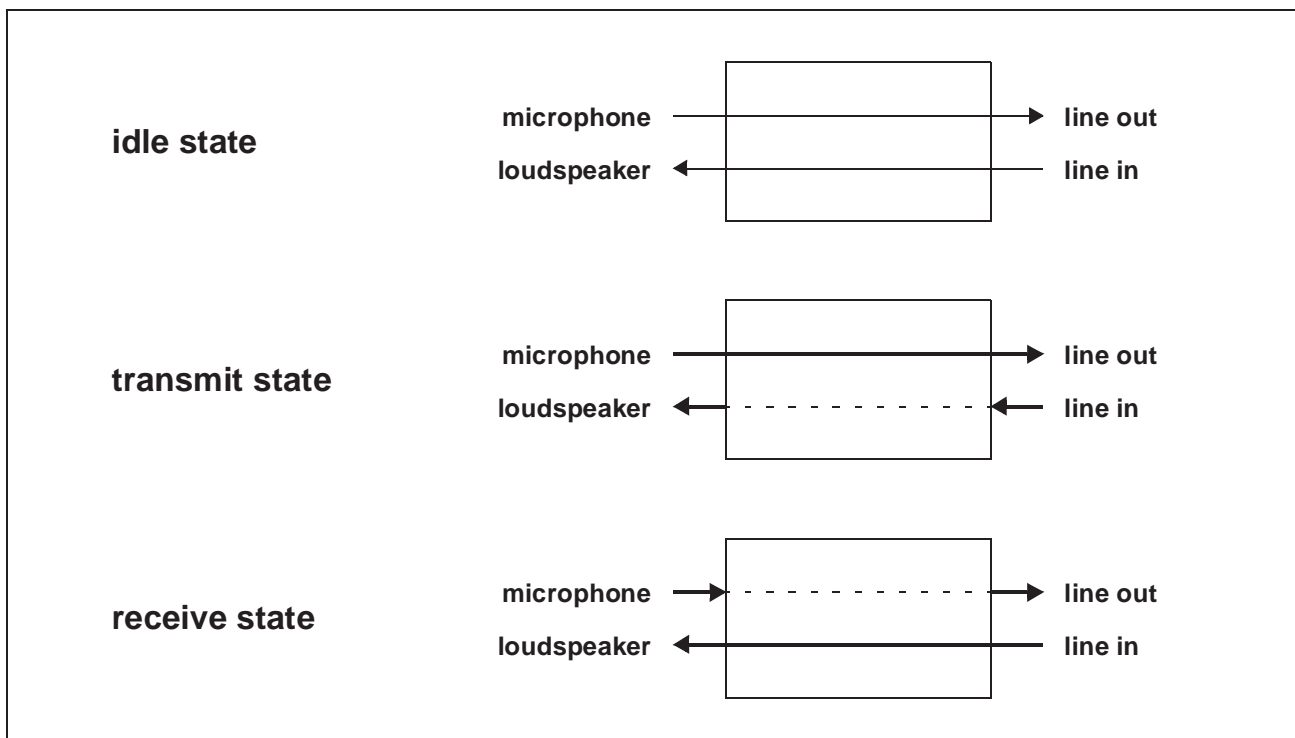 idle state
microphone
line out
loudspeaker
line in
transmit state
microphone
line out
loudspeaker
line in
receive state
microphone
line out
loudspeaker
line in